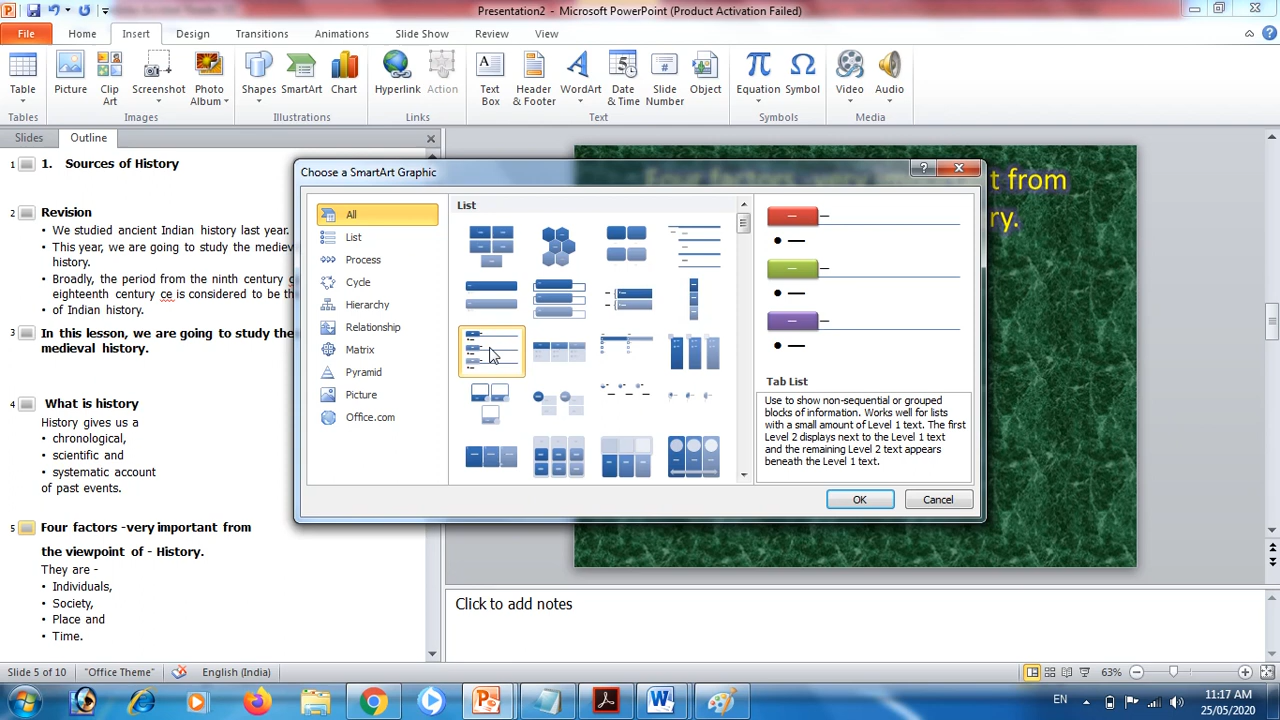 Presentation2 - Microsoft PowerPoint (Product Activation Failed)
File Home Insert Design Transitions Animations Slide Show Review View
Table Picture Clip Art Screenshot Photo Album Shapes SmartArt Chart Hyperlink Action Text Box Header & Footer WordArt Date & Time Slide Number Object Equation Symbol Video Audio
Tables Images Illustrations Links Text Symbols Media
Slides Outline
1 1. Sources of History
2 Revision
• We studied ancient Indian history last year.
• This year, we are going to study the mediev
history.
• Broadly, the period from the ninth century c
eighteenth century ce is considered to be th
• of Indian history.
3 In this lesson, we are going to study the
medieval history.
4 What is history
History gives us a
• chronological,
• scientific and
• systematic account
of past events.
5 Four factors -very important from
the viewpoint of - History.
They are -
• Individuals,
• Society,
• Place and
• Time.
t from
ry.
Choose a SmartArt Graphic
All
List
Process
Cycle
Hierarchy
Relationship
Matrix
Pyramid
Picture
Office.com
List
Tab List
Use to show non-sequential or grouped
blocks of information. Works well for lists
with a small amount of Level 1 text. The first
Level 2 displays next to the Level 1 text
and the remaining Level 2 text appears
beneath the Level 1 text.
OK Cancel
Click to add notes
Slide 5 of 10 "Office Theme" English (India) 63%
EN 11:17 AM
25/05/2020